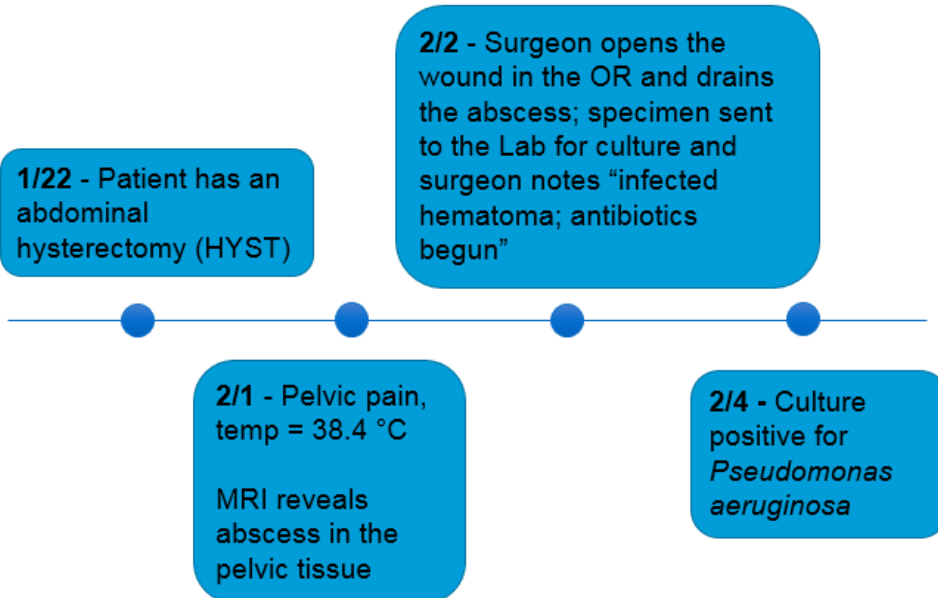 1/22 - Patient has an
abdominal
hysterectomy (HYST)
2/1 - Pelvic pain,
temp = 38.4 °C
MRI reveals
abscess in the
pelvic tissue
2/2 - Surgeon opens the
wound in the OR and drains
the abscess; specimen sent
to the Lab for culture and
surgeon notes “infected
hematoma; antibiotics
begun”
2/4 - Culture
positive for
Pseudomonas
aeruginosa